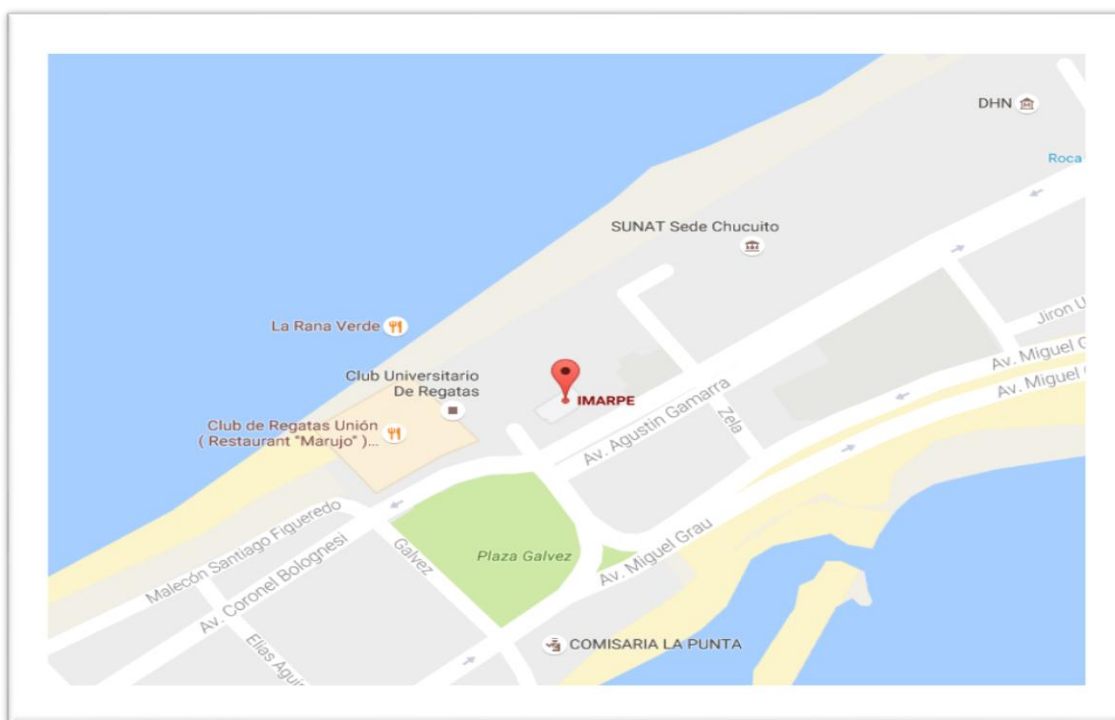 DHN
Roca
SUNAT Sede Chucuito
Jiron U
La Rana Verde
Av. Miguel G
Av. Miguel
Club Universitario
De Regatas
IMARPE
Av. Agustin Gamarra
Zela
Club de Regatas Unión
( Restaurant "Marujo" )...
Malecón Santiago Figueredo
Av. Coronel Bolognesi
Galvez
Plaza Galvez
Av. Miguel Grau
Elias Agui
COMISARIA LA PUNTA